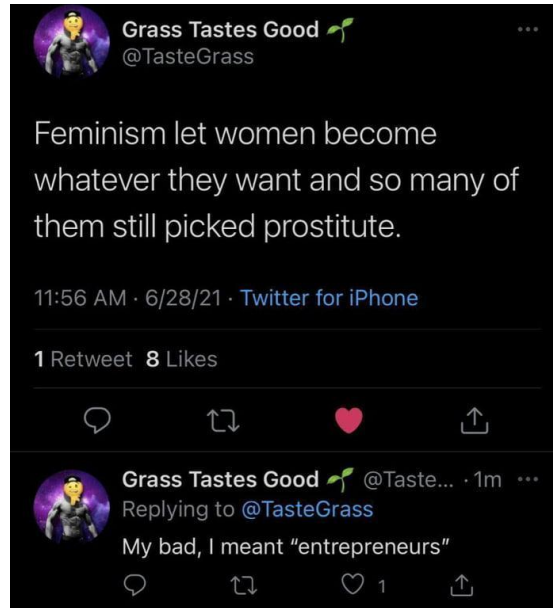 Grass Tastes Good 🌱
@TasteGrass
Feminism let women become
whatever they want and so many of
them still picked prostitute.
11:56 AM · 6/28/21 · Twitter for iPhone
1 Retweet 8 Likes
Grass Tastes Good 🌱 @Taste... · 1m
Replying to @TasteGrass
My bad, I meant “entrepreneurs”
1